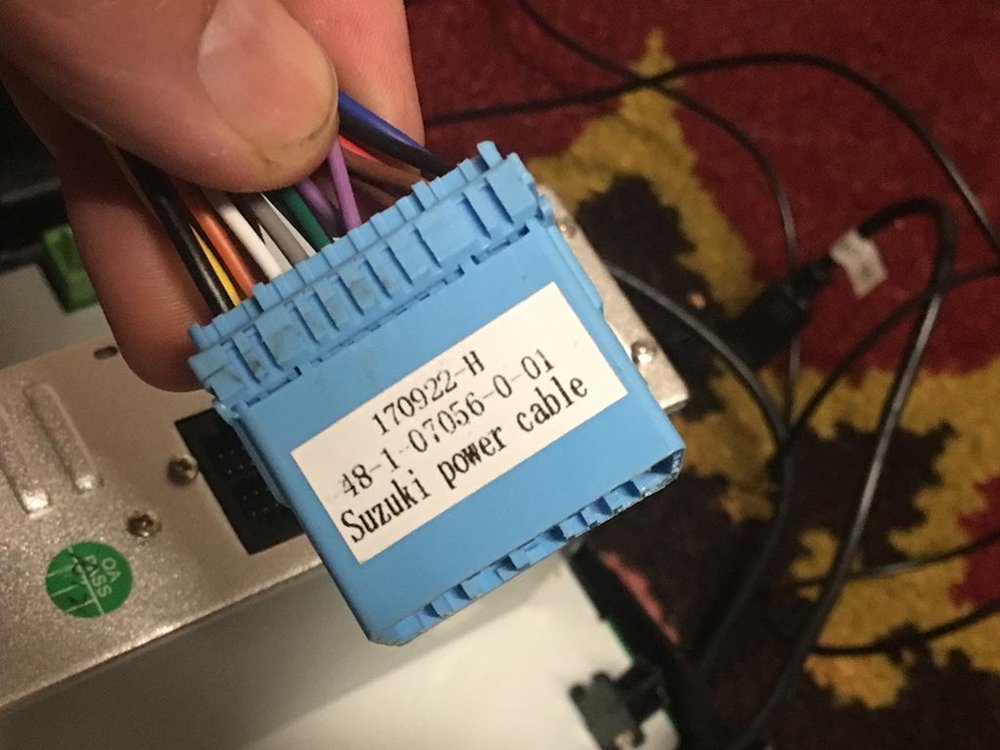 170922-H
48-1-07056-0-01
Suzuki power cable
QA
PASS